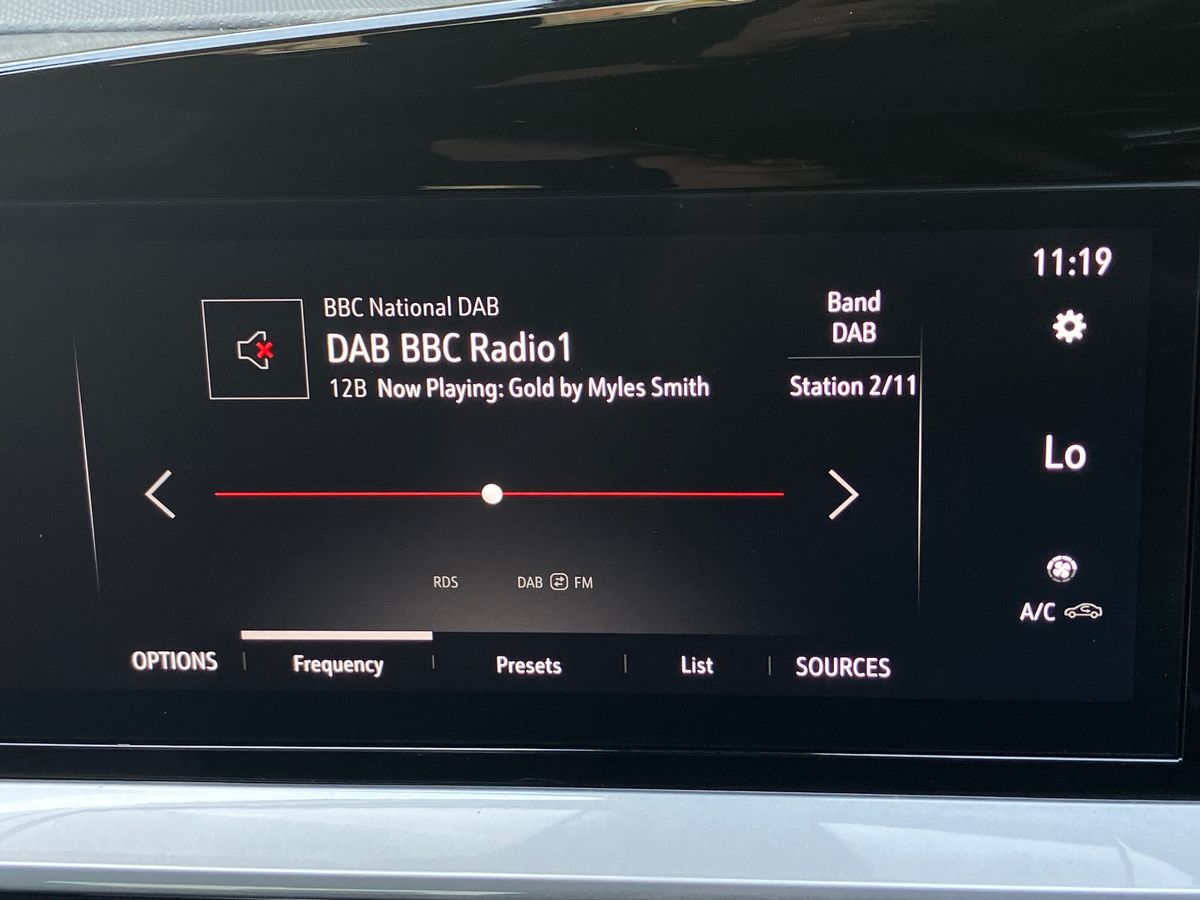 11:19
BBC National DAB
DAB BBC Radio1
12B Now Playing: Gold by Myles Smith
Band
DAB
Station 2/11
Lo
RDS DAB FM
A/C
OPTIONS Frequency Presets List SOURCES